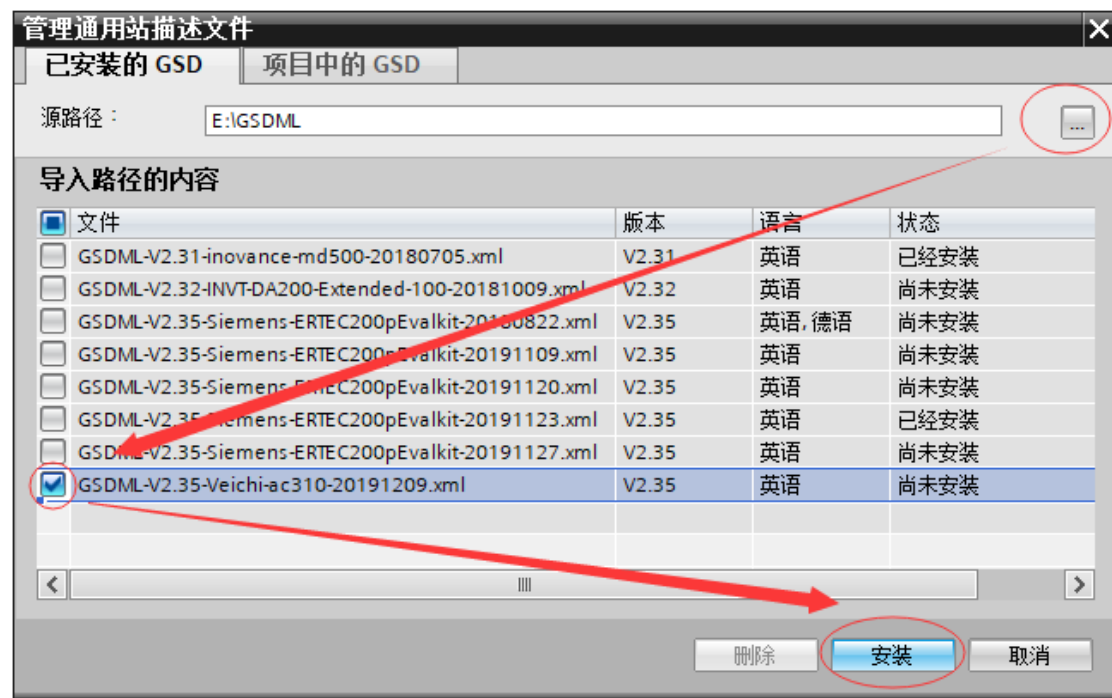 管理通用站描述文件
已安装的 GSD 项目中的 GSD
源路径： E:\GSDML ...
导入路径的内容
文件 版本 语言 状态
GSDML-V2.31-inovance-md500-20180705.xml V2.31 英语 已经安装
GSDML-V2.32-INVT-DA200-Extended-100-20181009.xml V2.32 英语 尚未安装
GSDML-V2.35-Siemens-ERTEC200pEvalkit-20180822.xml V2.35 英语,德语 尚未安装
GSDML-V2.35-Siemens-ERTEC200pEvalkit-20191109.xml V2.35 英语 尚未安装
GSDML-V2.35-Siemens-ERTEC200pEvalkit-20191120.xml V2.35 英语 尚未安装
GSDML-V2.35-Siemens-ERTEC200pEvalkit-20191123.xml V2.35 英语 已经安装
GSDML-V2.35-Siemens-ERTEC200pEvalkit-20191127.xml V2.35 英语 尚未安装
GSDML-V2.35-Veichi-ac310-20191209.xml V2.35 英语 尚未安装
删除 安装 取消